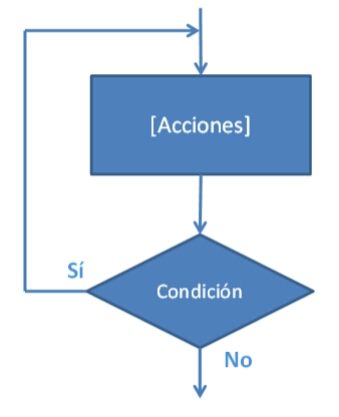 [Acciones]
Sí
Condición
No